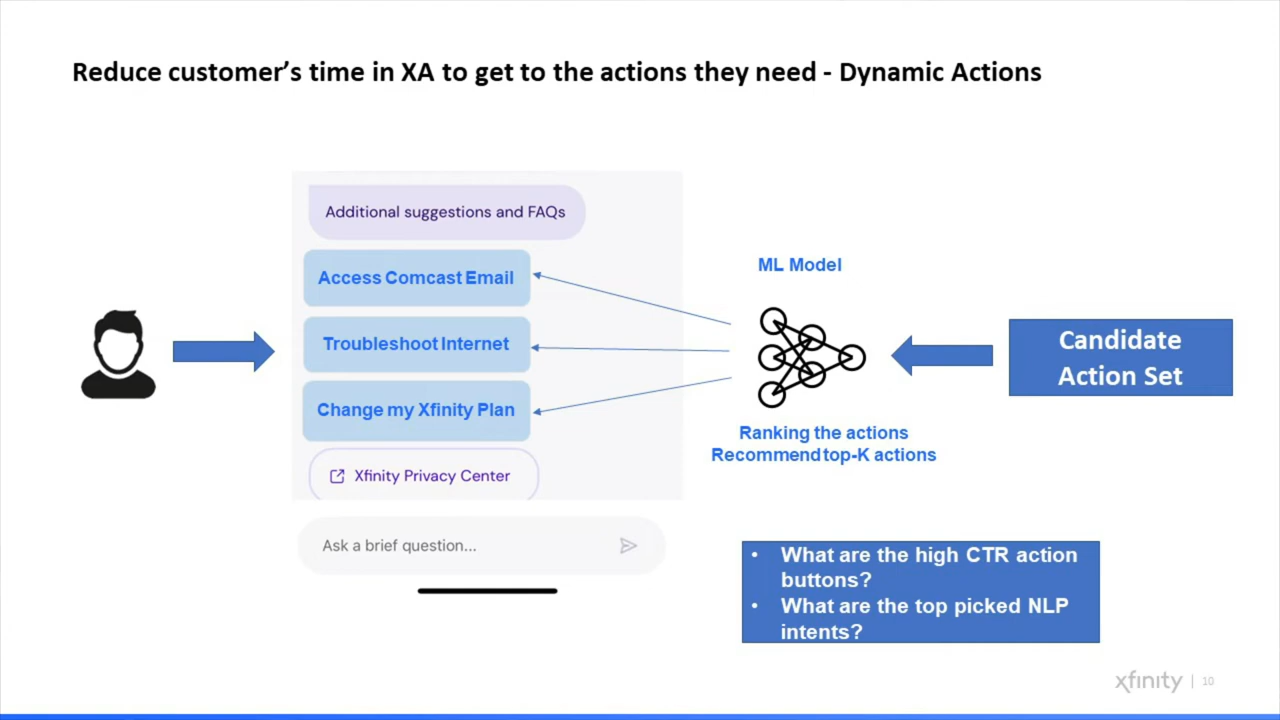 Reduce customer’s time in XA to get to the actions they need - Dynamic Actions
Additional suggestions and FAQs
Access Comcast Email
Troubleshoot Internet
Change my Xfinity Plan
Xfinity Privacy Center
Ask a brief question...
ML Model
Ranking the actions
Recommend top-K actions
Candidate
Action Set
• What are the high CTR action
buttons?
• What are the top picked NLP
intents?
xfinity | 10